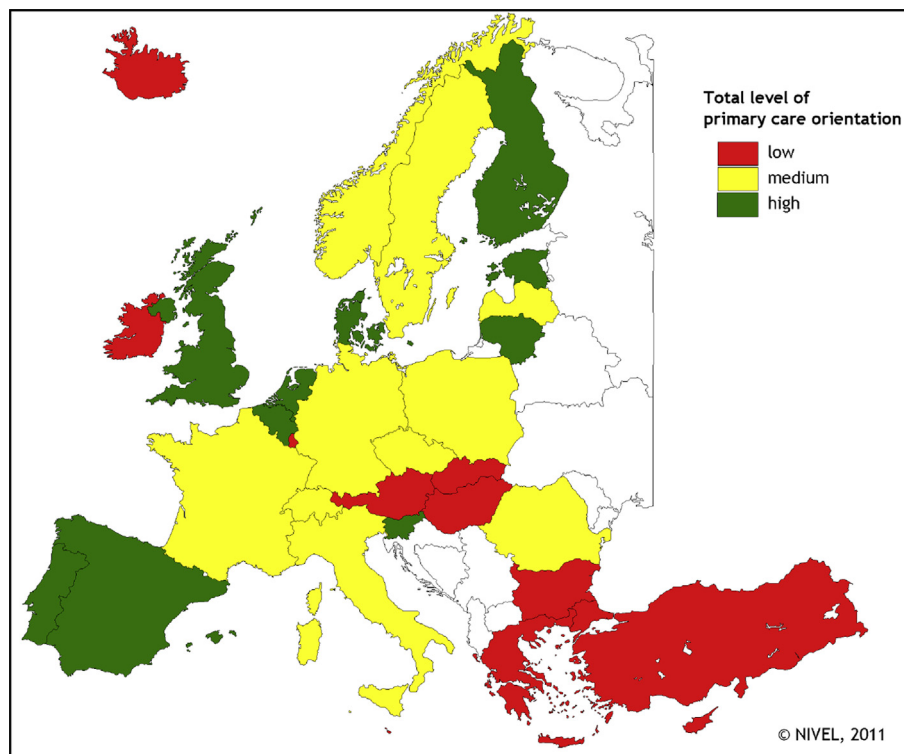 Total level of
primary care orientation
low
medium
high
© NIVEL, 2011